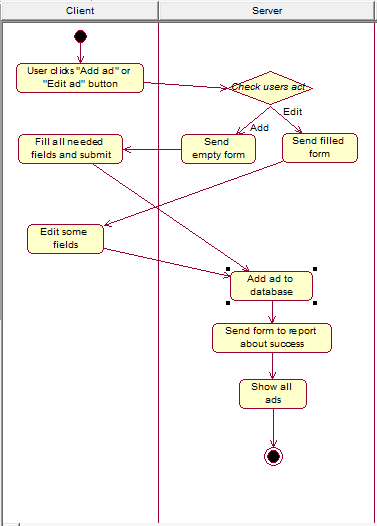 Client
Server
User clicks "Add ad" or
"Edit ad" button
Check users act
Edit
Add
Fill all needed
fields and submit
Send
empty form
Send filled
form
Edit some
fields
Add ad to
database
Send form to report
about success
Show all
ads